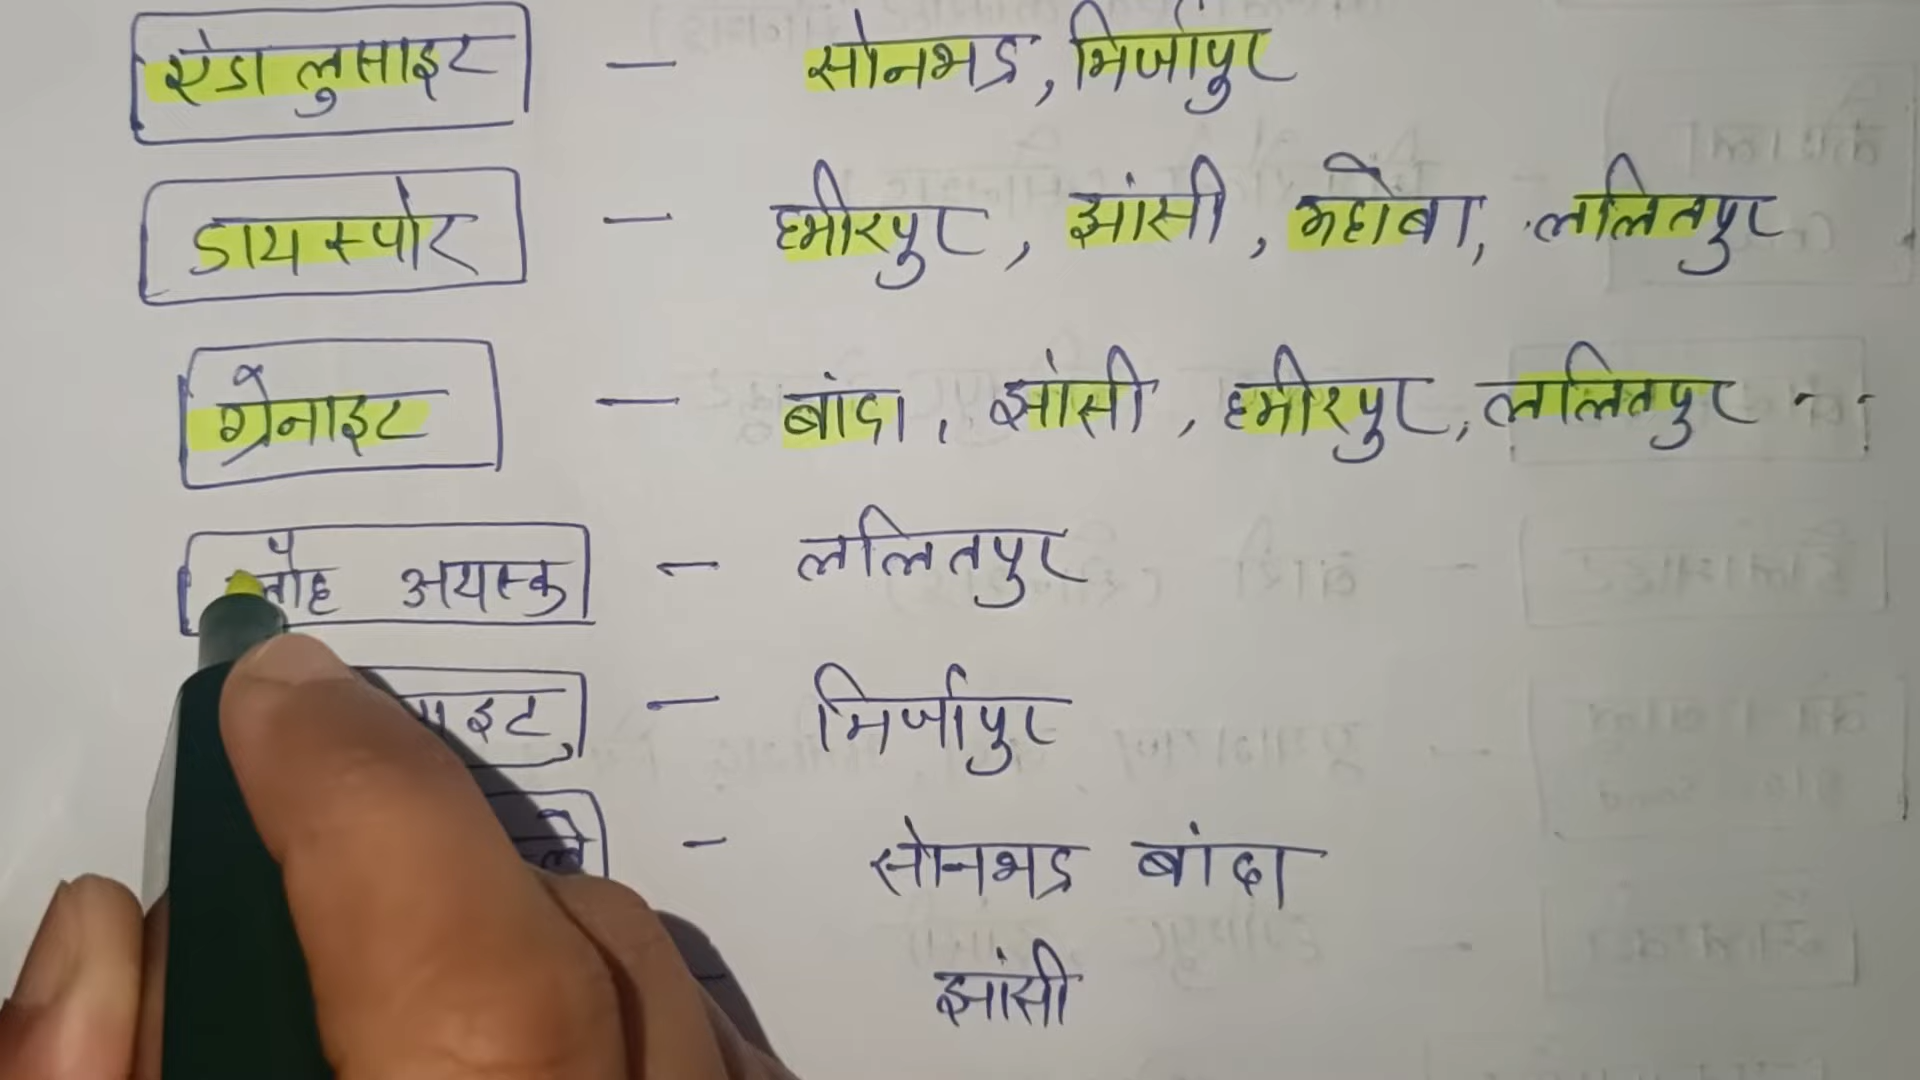 एंडालुसाइट - सोनभद्र, मिर्जापुर
डायस्पोर - हमीरपुर, झांसी, महोबा, ललितपुर
ग्रेनाइट - बांदा, झांसी, हमीरपुर, ललितपुर --
लौह अयस्क - ललितपुर
- मिर्जापुर
- सोनभद्र बांदा
- झांसी